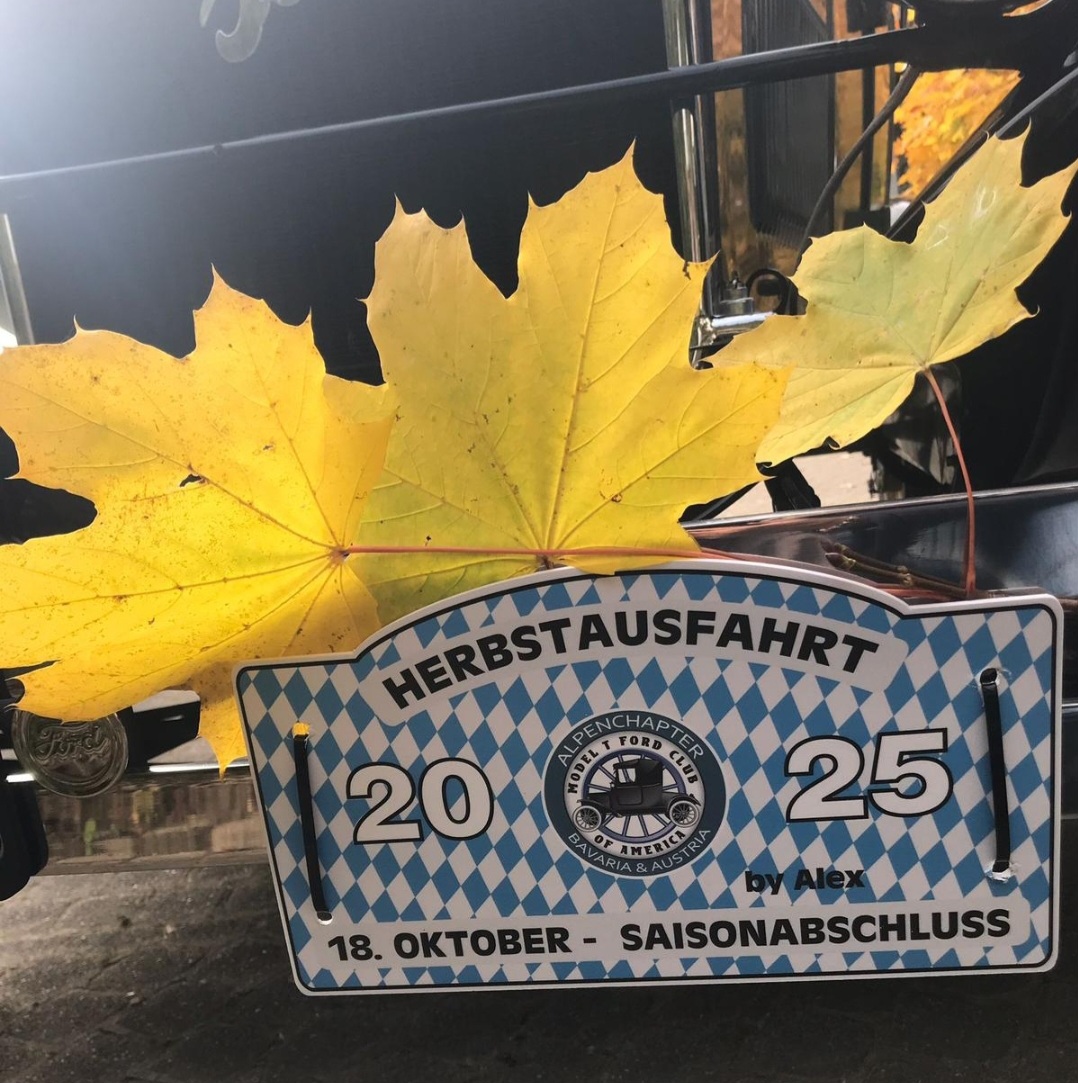 HERBSTAUSFAHRT
20 25
ALPENCHAPTER
MODEL T FORD CLUB
OF AMERICA
BAVARIA & AUSTRIA
by Alex
18. OKTOBER - SAISONABSCHLUSS
Ford